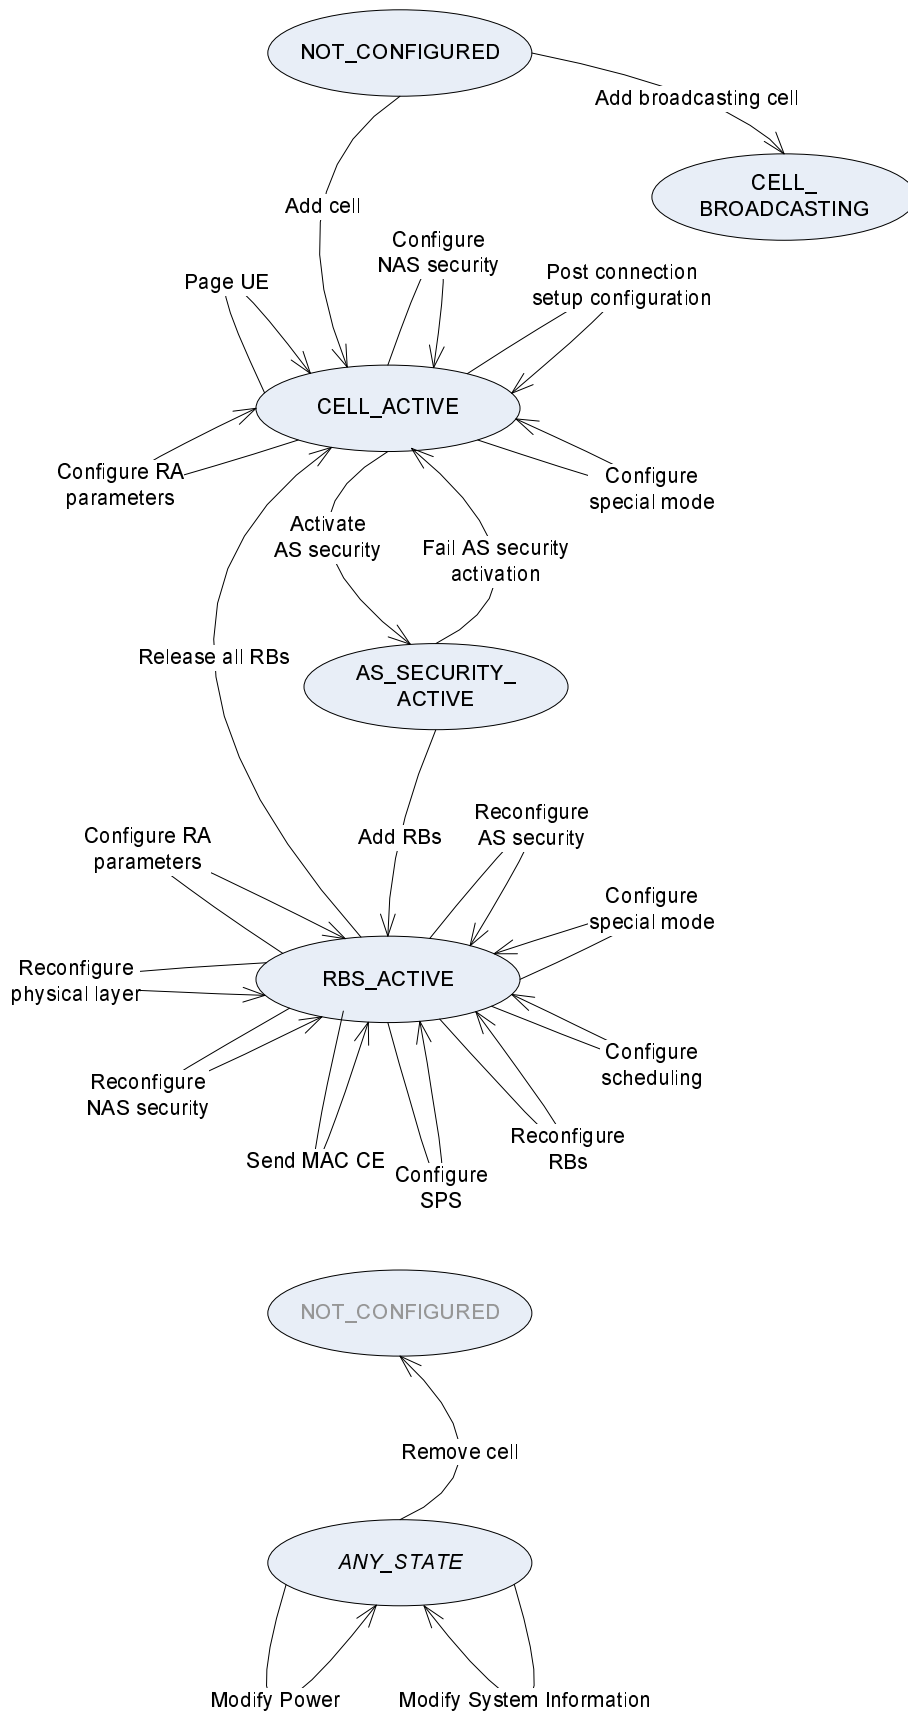 NOT_CONFIGURED
Add broadcasting cell
CELL_
BROADCASTING
Add cell
Configure
NAS security
Page UE
Post connection
setup configuration
CELL_ACTIVE
Configure RA
parameters
Configure
special mode
Activate
AS security
Fail AS security
activation
Release all RBs
AS_SECURITY_
ACTIVE
Add RBs
Reconfigure
AS security
Configure RA
parameters
Configure
special mode
Reconfigure
physical layer
RBS_ACTIVE
Configure
scheduling
Reconfigure
NAS security
Send MAC CE
Configure
SPS
Reconfigure
RBs
NOT_CONFIGURED
Remove cell
ANY_STATE
Modify Power
Modify System Information